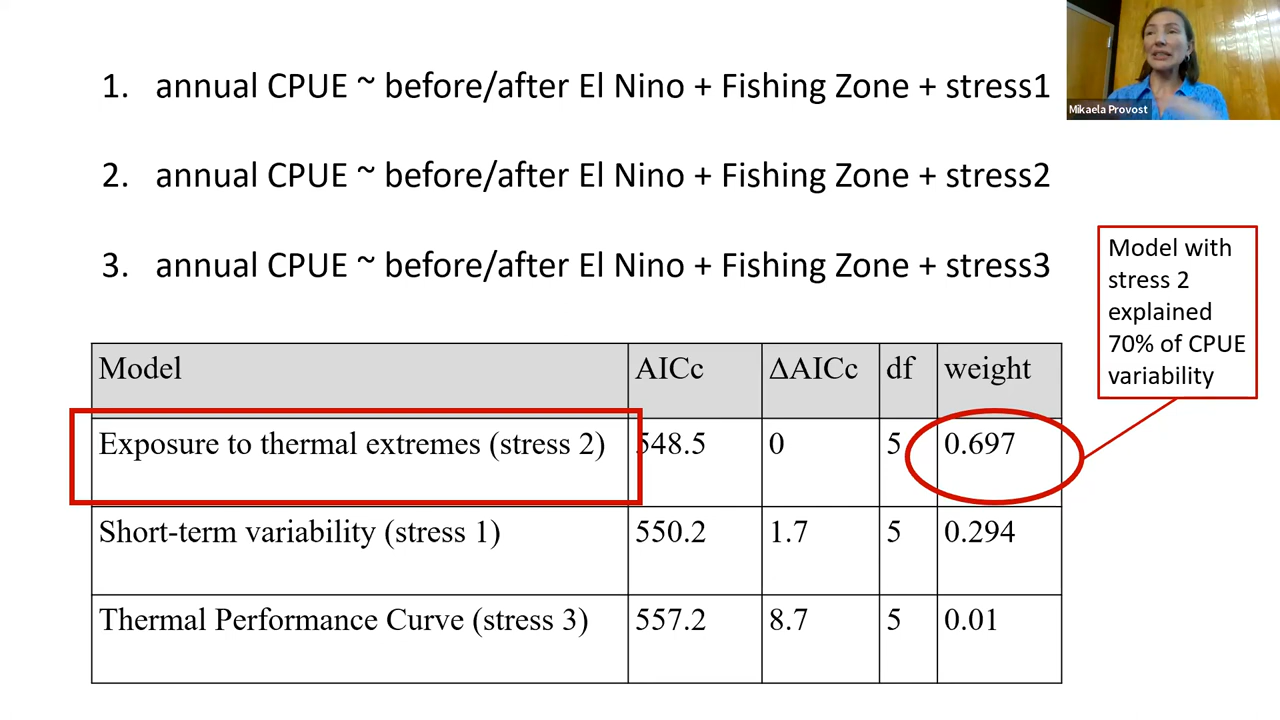 1. annual CPUE ~ before/after El Nino + Fishing Zone + stress1
Mikaela Provost
2. annual CPUE ~ before/after El Nino + Fishing Zone + stress2
3. annual CPUE ~ before/after El Nino + Fishing Zone + stress3
Model with
stress 2
explained
70% of CPUE
variability
Model AICc ΔAICc df weight
Exposure to thermal extremes (stress 2) 548.5 0 5 0.697
Short-term variability (stress 1) 550.2 1.7 5 0.294
Thermal Performance Curve (stress 3) 557.2 8.7 5 0.01